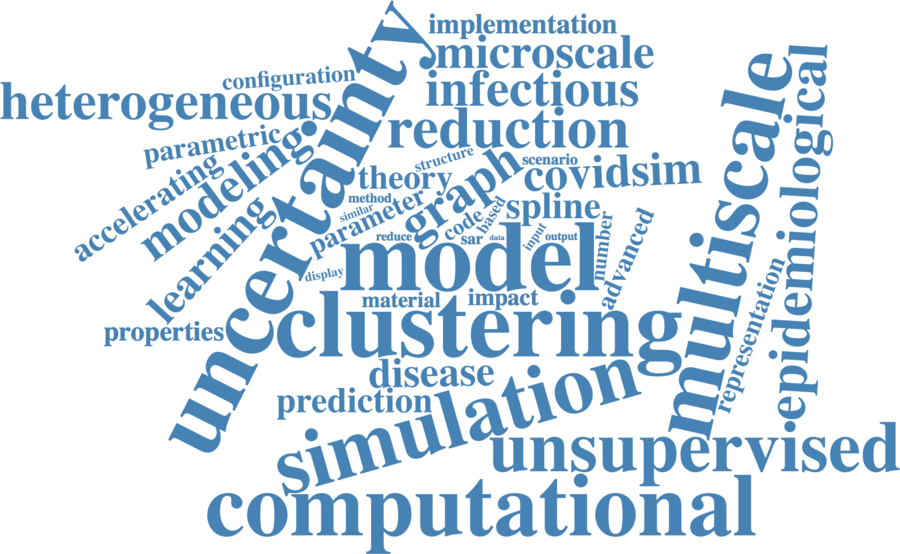 implementation
microscale
configuration
infectious
heterogeneous
uncertainty
reduction
parametric
modeling
accelerating
learning
structure
scenario
theory
graph
covidsim
method
similar
parameter
code
based
spline
reduce
sar
data
input
output
number
advanced
display
model
material
impact
properties
clustering
multiscale
epidemiological
representation
disease
prediction
simulation
unsupervised
computational